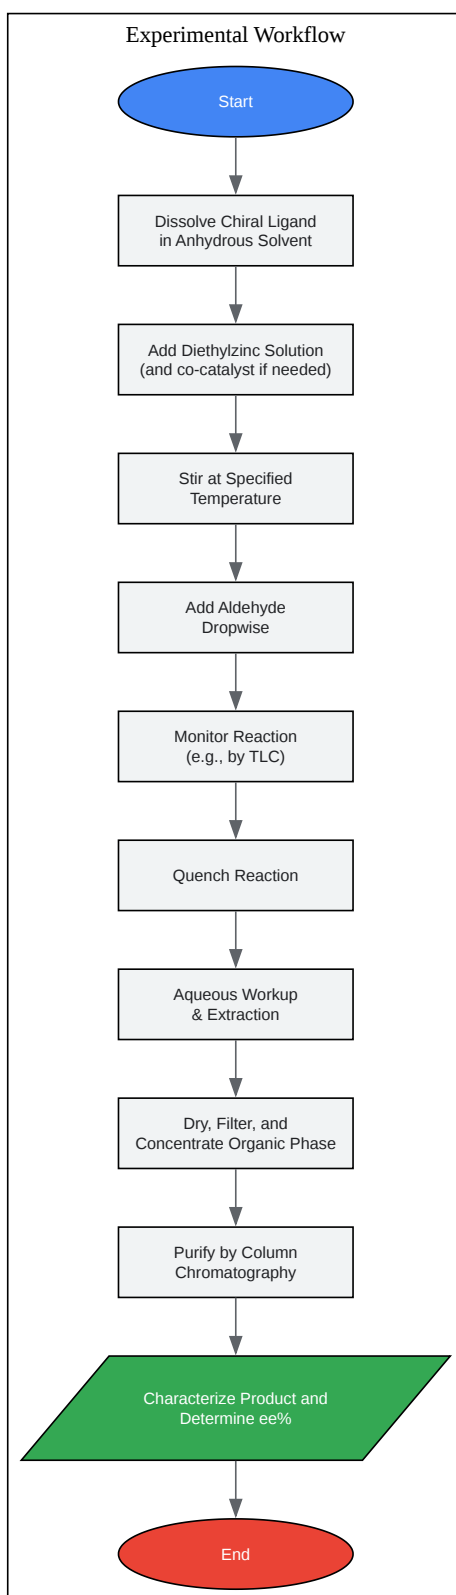 Experimental Workflow
Start
Dissolve Chiral Ligand
in Anhydrous Solvent
Add Diethylzinc Solution
(and co-catalyst if needed)
Stir at Specified
Temperature
Add Aldehyde
Dropwise
Monitor Reaction
(e.g., by TLC)
Quench Reaction
Aqueous Workup
& Extraction
Dry, Filter, and
Concentrate Organic Phase
Purify by Column
Chromatography
Characterize Product and
Determine ee%
End